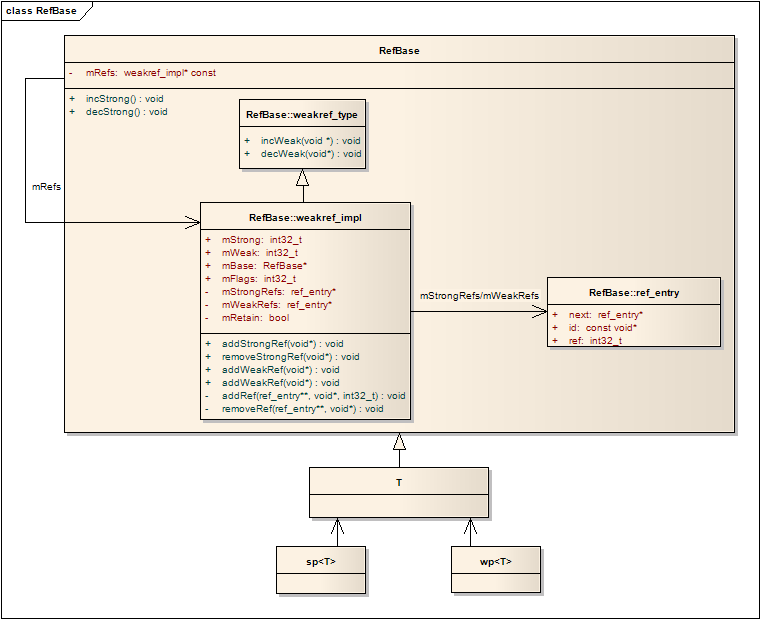 class RefBase
RefBase
- mRefs: weakref_impl* const
+ incStrong() : void
+ decStrong() : void
RefBase::weakref_type
+ incWeak(void *) : void
+ decWeak(void*) : void
mRefs
RefBase::weakref_impl
+ mStrong: int32_t
+ mWeak: int32_t
+ mBase: RefBase*
+ mFlags: int32_t
- mStrongRefs: ref_entry*
- mWeakRefs: ref_entry*
- mRetain: bool
+ addStrongRef(void*) : void
+ removeStrongRef(void*) : void
+ addWeakRef(void*) : void
+ addWeakRef(void*) : void
- addRef(ref_entry**, void*, int32_t) : void
- removeRef(ref_entry**, void*) : void
mStrongRefs/mWeakRefs
RefBase::ref_entry
+ next: ref_entry*
+ id: const void*
+ ref: int32_t
T
sp<T>
wp<T>